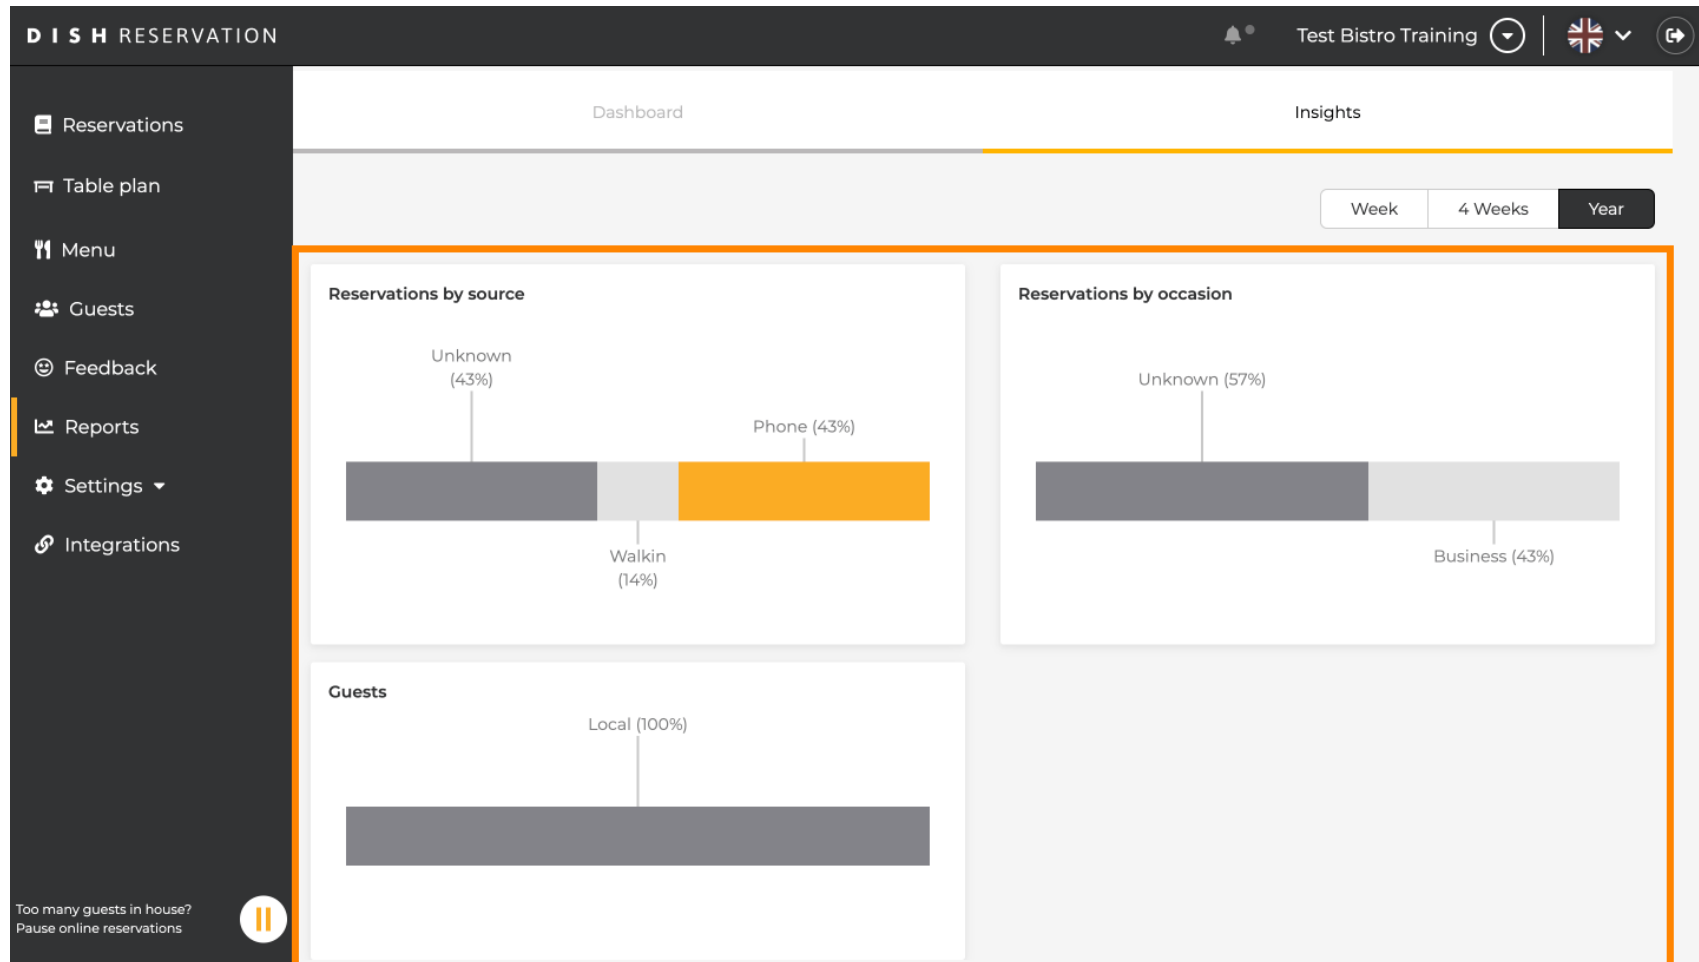 DISH RESERVATION
Test Bistro Training
Reservations
Table plan
Menu
Guests
Feedback
Reports
Settings
Integrations
Too many guests in house?
Pause online reservations
Dashboard
Insights
Week
4 Weeks
Year
Reservations by source
Unknown
(43%)
Phone (43%)
Walkin
(14%)
Reservations by occasion
Unknown (57%)
Business (43%)
Guests
Local (100%)